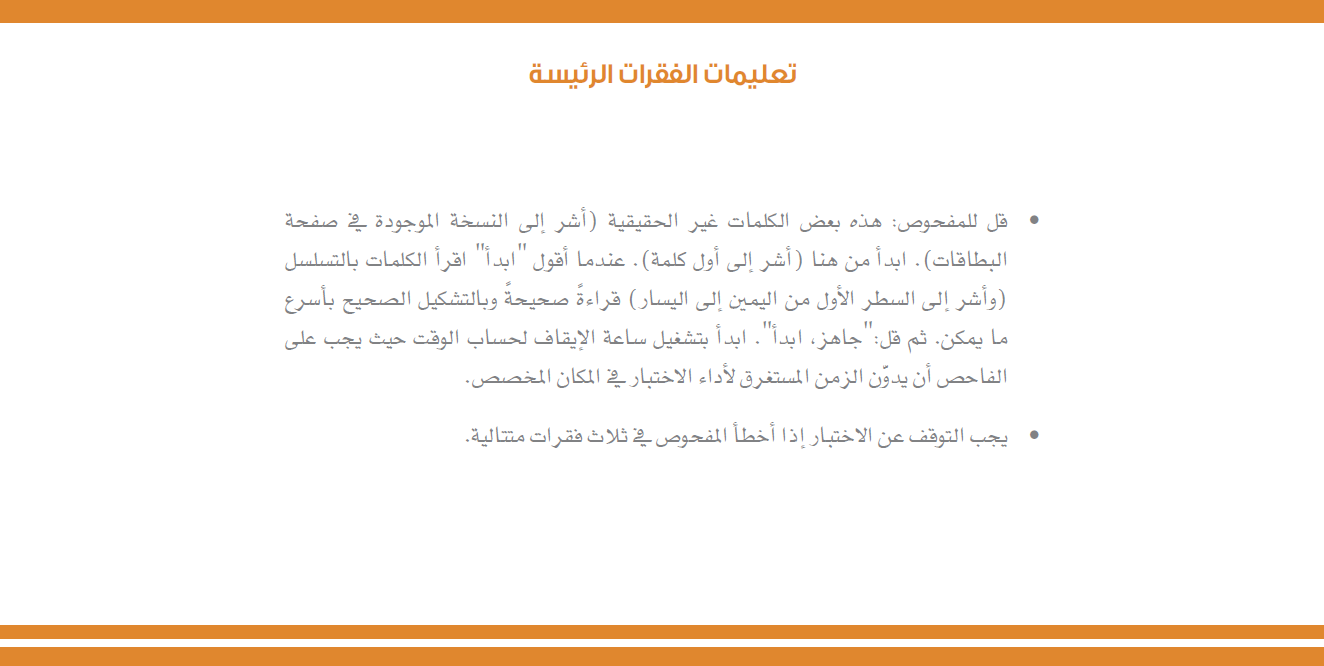 تعليمات الفقرات الرئيسة
• قل للمفحوص: هذه بعض الكلمات غير الحقيقية (أشر إلى النسخة الموجودة في صفحة
البطاقات). ابدأ من هنا (أشر إلى أول كلمة). عندما أقول "ابدأ" اقرأ الكلمات بالتسلسل
(وأشر إلى السطر الأول من اليمين إلى اليسار) قراءةً صحيحةً وبالتشكيل الصحيح بأسرع
ما يمكن. ثم قل:"جاهز، ابدأ". ابدأ بتشغيل ساعة الإيقاف لحساب الوقت حيث يجب على
الفاحص أن يدوّن الزمن المستغرق لأداء الاختبار في المكان المخصص.
• يجب التوقف عن الاختبار إذا أخطأ المفحوص في ثلاث فقرات متتالية.